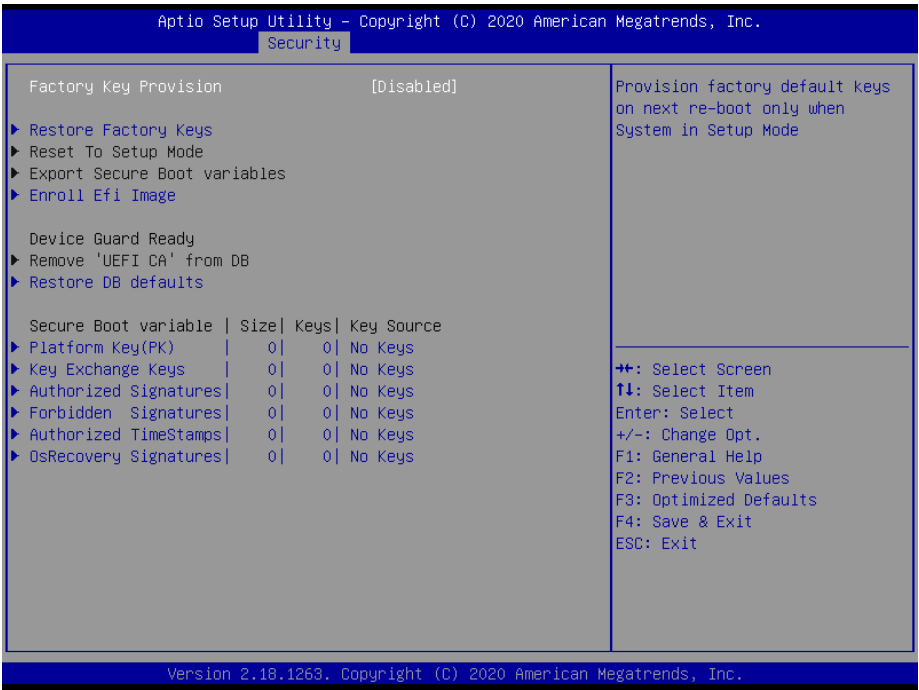 Aptio Setup Utility – Copyright (C) 2020 American Megatrends, Inc.
Security
Factory Key Provision [Disabled]
▶ Restore Factory Keys
▶ Reset To Setup Mode
▶ Export Secure Boot variables
▶ Enroll Efi Image
Device Guard Ready
▶ Remove 'UEFI CA' from DB
▶ Restore DB defaults
Secure Boot variable | Size| Keys| Key Source
▶ Platform Key(PK) | 0| 0| No Keys
▶ Key Exchange Keys | 0| 0| No Keys
▶ Authorized Signatures| 0| 0| No Keys
▶ Forbidden Signatures| 0| 0| No Keys
▶ Authorized TimeStamps| 0| 0| No Keys
▶ OsRecovery Signatures| 0| 0| No Keys
Provision factory default keys
on next re-boot only when
System in Setup Mode
→←: Select Screen
↑↓: Select Item
Enter: Select
+/-: Change Opt.
F1: General Help
F2: Previous Values
F3: Optimized Defaults
F4: Save & Exit
ESC: Exit
Version 2.18.1263. Copyright (C) 2020 American Megatrends, Inc.